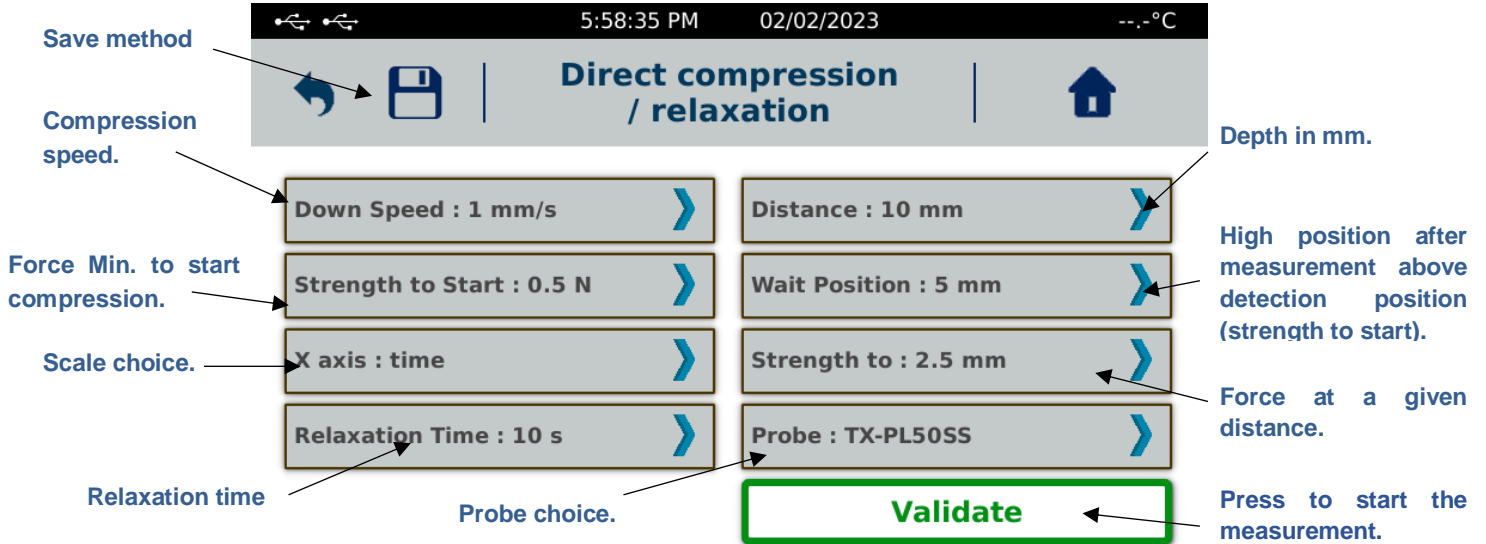 5:58:35 PM 02/02/2023 --.-°C
Save method
Direct compression
/ relaxation
Compression
speed.
Depth in mm.
Down Speed : 1 mm/s
Distance : 10 mm
Force Min. to start
compression.
Strength to Start : 0.5 N
Wait Position : 5 mm
High position after
measurement above
detection position
(strength to start).
Scale choice.
X axis : time
Strength to : 2.5 mm
Force at a given
distance.
Relaxation Time : 10 s
Probe : TX-PL50SS
Relaxation time
Probe choice.
Validate
Press to start the
measurement.